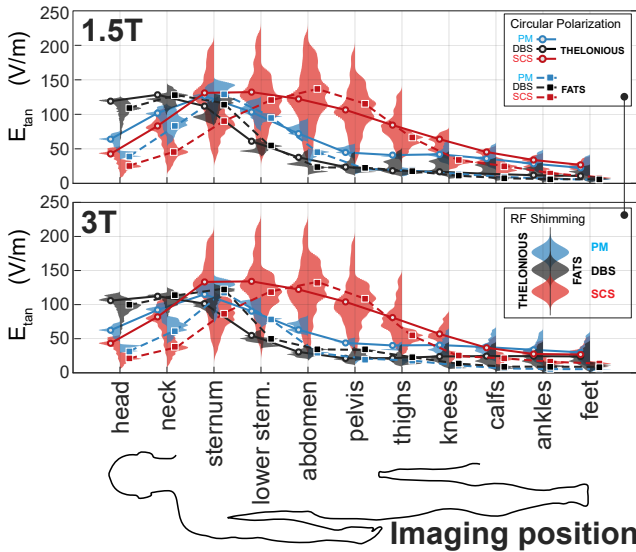 1.5T
E_tan (V/m)
250
200
150
100
50
0
Circular Polarization
PM
DBS THELONIOUS
SCS
PM
DBS FATS
SCS
3T
E_tan (V/m)
250
200
150
100
50
0
RF Shimming
THELONIOUS
FATS
PM
DBS
SCS
head
neck
sternum
lower stern.
abdomen
pelvis
thighs
knees
calfs
ankles
feet
Imaging position